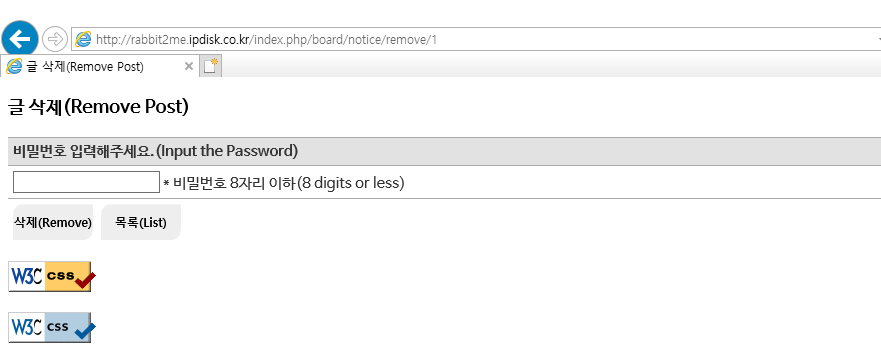 http://rabbit2me.ipdisk.co.kr/index.php/board/notice/remove/1
글 삭제(Remove Post)
글 삭제(Remove Post)
비밀번호 입력해주세요.(Input the Password)
* 비밀번호 8자리 이하(8 digits or less)
삭제(Remove) 목록(List)
W3C css
W3C css